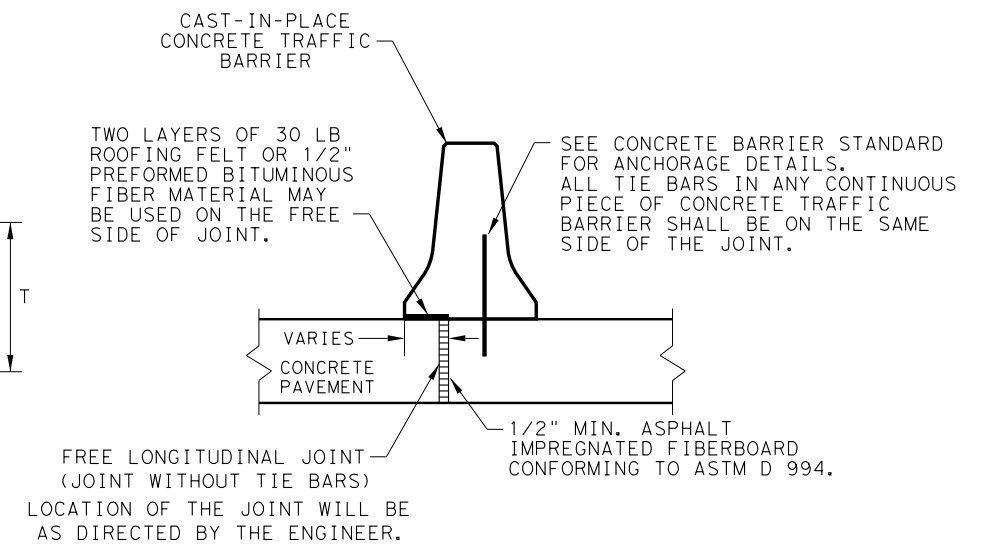 CAST-IN-PLACE
CONCRETE TRAFFIC
BARRIER
TWO LAYERS OF 30 LB
ROOFING FELT OR 1/2"
PREFORMED BITUMINOUS
FIBER MATERIAL MAY
BE USED ON THE FREE
SIDE OF JOINT.
SEE CONCRETE BARRIER STANDARD
FOR ANCHORAGE DETAILS.
ALL TIE BARS IN ANY CONTINUOUS
PIECE OF CONCRETE TRAFFIC
BARRIER SHALL BE ON THE SAME
SIDE OF THE JOINT.
T
VARIES
CONCRETE
PAVEMENT
1/2" MIN. ASPHALT
IMPREGNATED FIBERBOARD
CONFORMING TO ASTM D 994.
FREE LONGITUDINAL JOINT
(JOINT WITHOUT TIE BARS)
LOCATION OF THE JOINT WILL BE
AS DIRECTED BY THE ENGINEER.